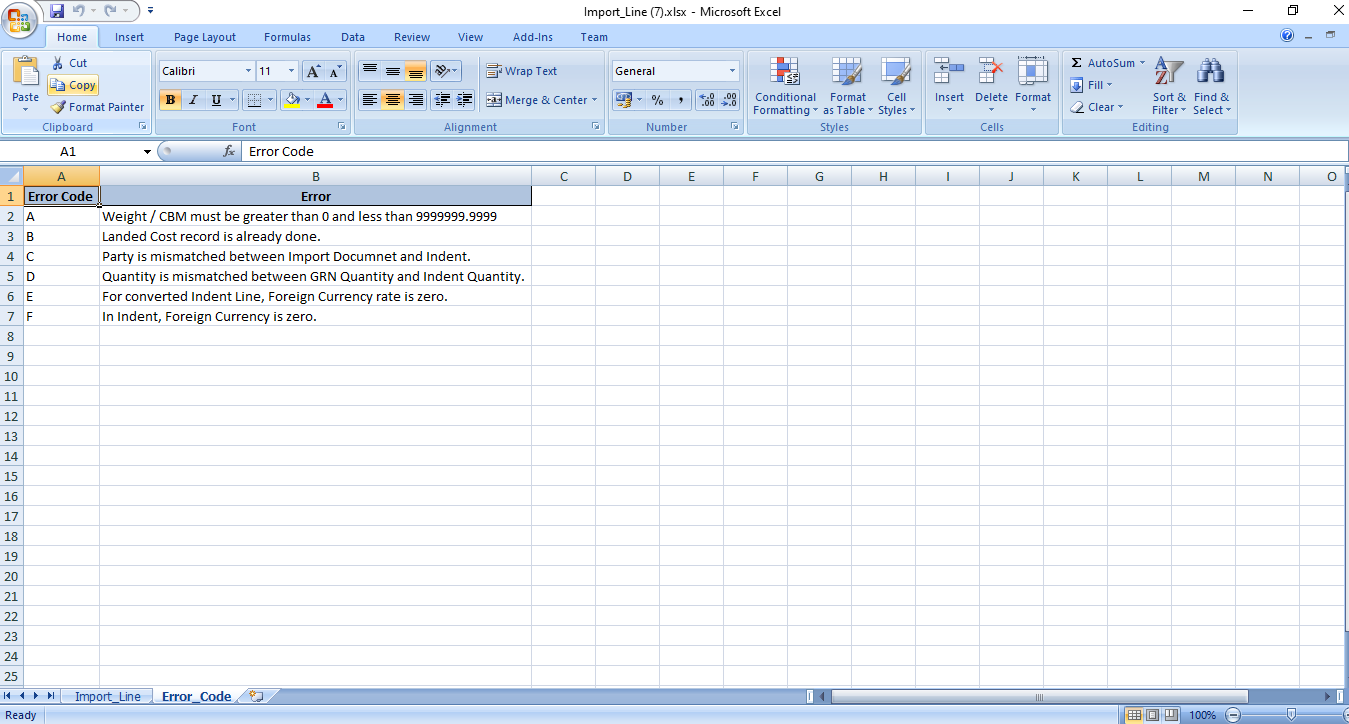 Import_Line (7).xlsx - Microsoft Excel
Home Insert Page Layout Formulas Data Review View Add-Ins Team
Paste
Cut
Copy
Format Painter
Clipboard
Calibri 11 A A
B I U A
Font
Wrap Text
Merge & Center
Alignment
General
% , .0 .00 .00 .0
Number
Conditional Formatting
Format as Table
Cell Styles
Styles
Insert Delete Format
Cells
Σ AutoSum
Fill
Clear
Sort & Filter
Find & Select
Editing
A1 fx Error Code
A B C D E F G H I J K L M N O
1 Error Code Error
2 A Weight / CBM must be greater than 0 and less than 9999999.9999
3 B Landed Cost record is already done.
4 C Party is mismatched between Import Documnet and Indent.
5 D Quantity is mismatched between GRN Quantity and Indent Quantity.
6 E For converted Indent Line, Foreign Currency rate is zero.
7 F In Indent, Foreign Currency is zero.
8
9
10
11
12
13
14
15
16
17
18
19
20
21
22
23
24
25
Import_Line Error_Code
Ready 100%